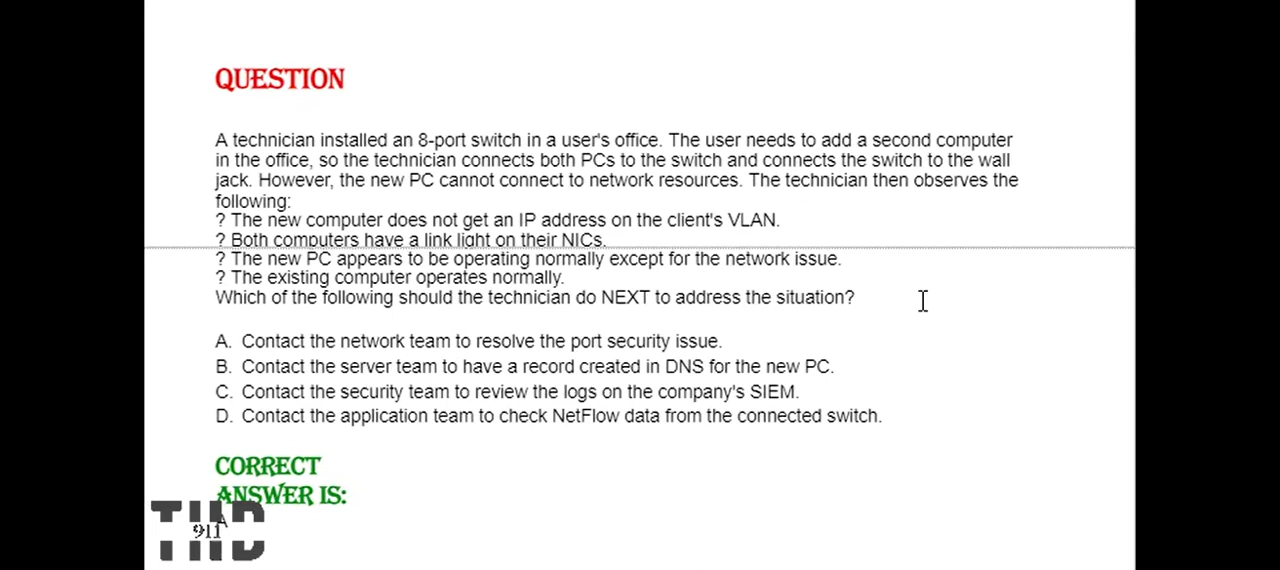 QUESTION
A technician installed an 8-port switch in a user's office. The user needs to add a second computer
in the office, so the technician connects both PCs to the switch and connects the switch to the wall
jack. However, the new PC cannot connect to network resources. The technician then observes the
following:
? The new computer does not get an IP address on the client's VLAN.
? Both computers have a link light on their NICs.
? The new PC appears to be operating normally except for the network issue.
? The existing computer operates normally.
Which of the following should the technician do NEXT to address the situation?
A. Contact the network team to resolve the port security issue.
B. Contact the server team to have a record created in DNS for the new PC.
C. Contact the security team to review the logs on the company's SIEM.
D. Contact the application team to check NetFlow data from the connected switch.
CORRECT
ANSWER IS:
A
THD
911